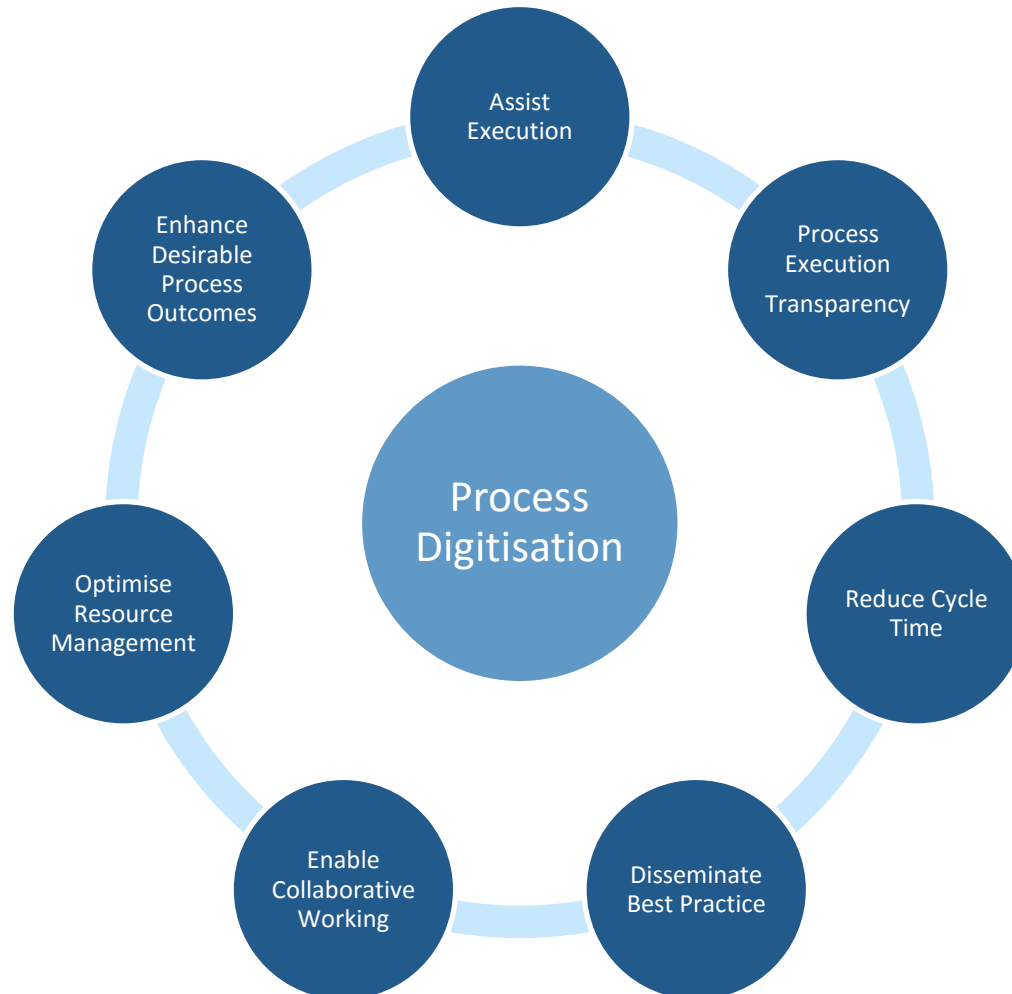 Assist
Execution
Process
Execution
Transparency
Reduce Cycle
Time
Disseminate
Best Practice
Enable
Collaborative
Working
Optimise
Resource
Management
Enhance
Desirable
Process
Outcomes
Process
Digitisation